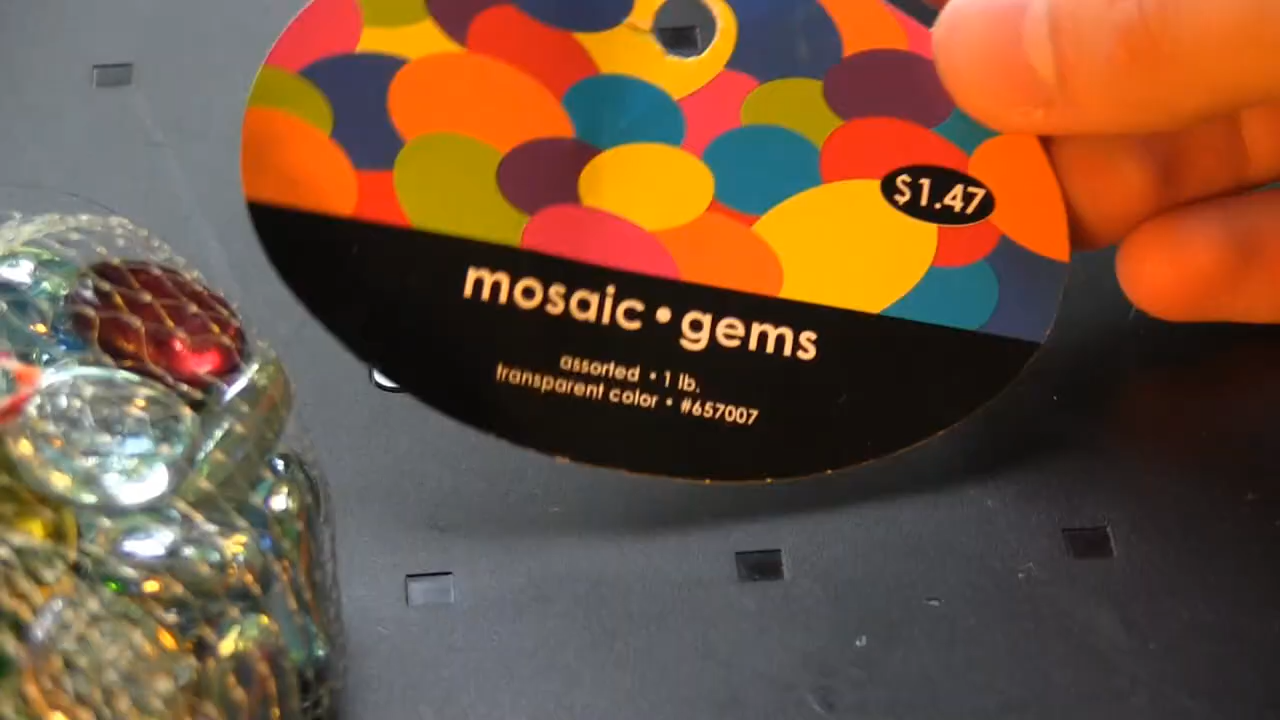 $1.47
mosaic • gems
assorted • 1 lb.
transparent color • #657007